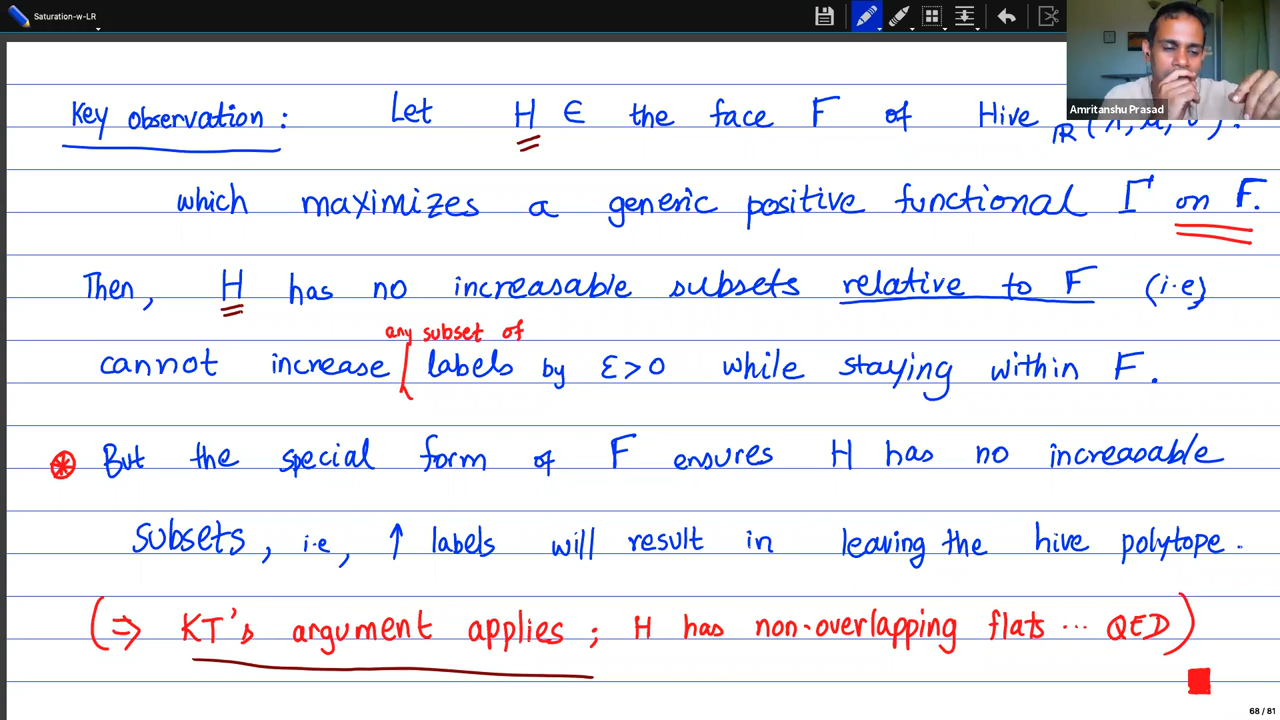 Saturation-w-LR
Amritanshu Prasad
Key observation : Let H ∈ the face F of Hive ℝ (λ, μ, ν).
which maximizes a generic positive functional Γ on F.
Then, H has no increasable subsets relative to F (i.e,
any subset of
cannot increase labels by ε>0 while staying within F.
⊛ But the special form of F ensures H has no increasable
subsets, i.e, ↑ labels will result in leaving the hive polytope.
(⇒ KT's argument applies; H has non-overlapping flats ... QED)
68 / 81